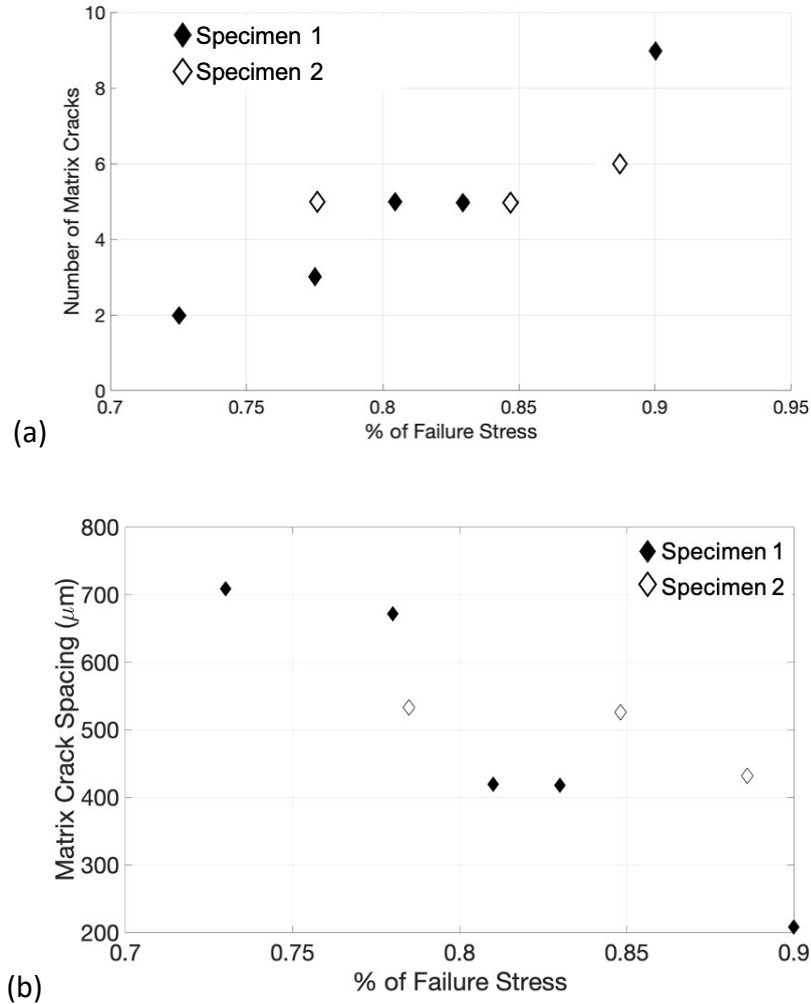 10
Specimen 1
Specimen 2
8
6
4
2
0
Number of Matrix Cracks
0.7 0.75 0.8 0.85 0.9 0.95
% of Failure Stress
(a)
800
Specimen 1
Specimen 2
700
600
500
400
300
200
Matrix Crack Spacing (μm)
0.7 0.75 0.8 0.85 0.9
% of Failure Stress
(b)